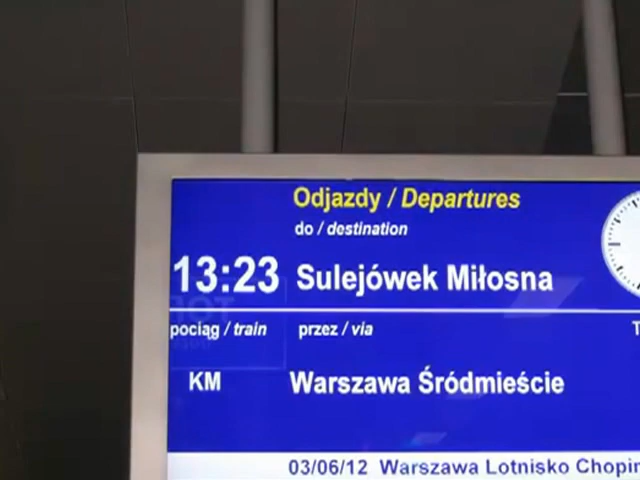 Odjazdy / Departures
do / destination
13:23 Sulejówek Miłosna
pociąg / train przez / via T
KM Warszawa Śródmieście
03/06/12 Warszawa Lotnisko Chopin